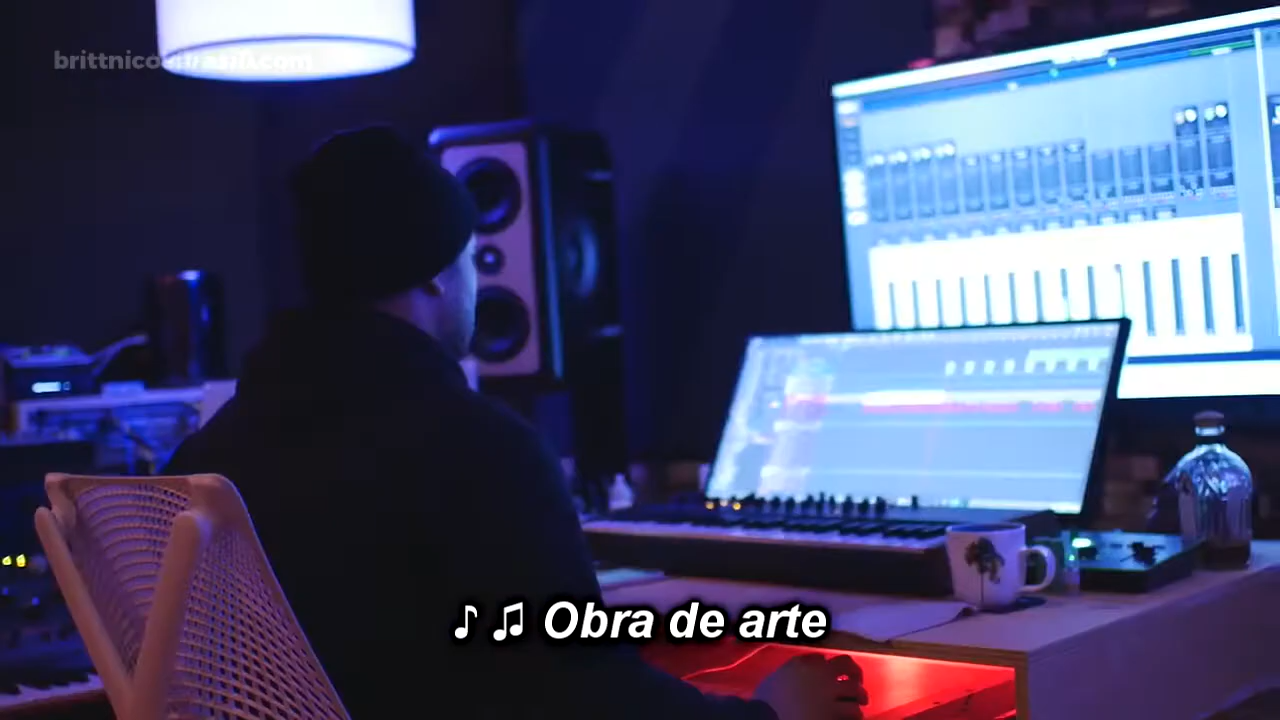 ♪ ♫ Obra de arte